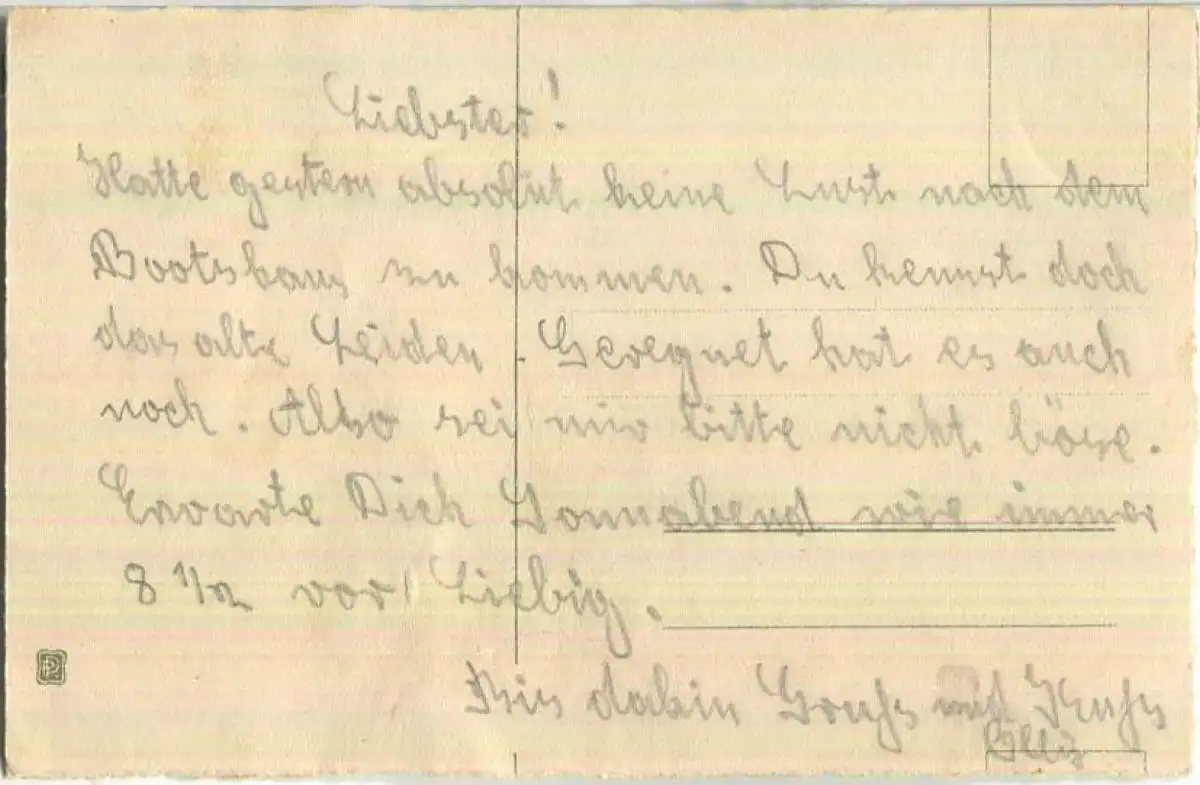 Liebster!
Hatte gestern absolut keine Lust nach dem
Bootshaus zu kommen. Du kennst doch
das alte Leiden. Geregnet hat es auch
noch. Also sei mir bitte nicht böse.
Erwarte Dich Sonnabend wie immer
8 1/2 vor Liebig.
Bis dahin Gruß und Kuß